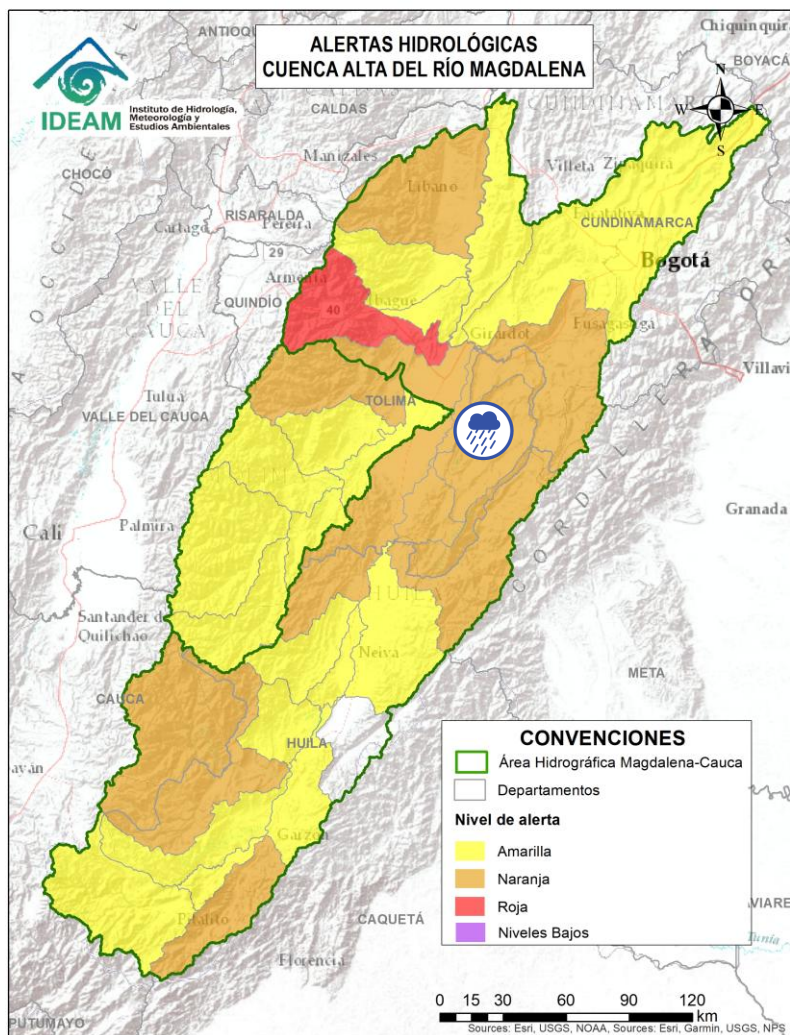 ALERTAS HIDROLÓGICAS
CUENCA ALTA DEL RÍO MAGDALENA
IDEAM
Instituto de Hidrología,
Meteorología y
Estudios Ambientales
N
W E
S
Chiquinquirá
BOYACÁ
CALDAS
CHOCÓ
Manizales
Líbano
Villeta
Zipaquirá
RISARALDA
Cartago
Pereira
CUNDINAMARCA
29
Armenia
Bogotá
QUINDÍO
40
Ibagué
VALLE
DEL
CAUCA
Girardot
Fusagasugá
Tuluá
TOLIMA
VALLE DEL CAUCA
CORDILLERA
Granada
Cali
Palmira
Santander de
Quilichao
HUILA
Neiva
META
CAUCA
HUILA
Garzón
Pitalito
CAQUETÁ
Florencia
PUTUMAYO
Tunía
CONVENCIONES
Área Hidrográfica Magdalena-Cauca
Departamentos
Nivel de alerta
Amarilla
Naranja
Roja
Niveles Bajos
0 15 30 60 90 120
km
Sources: Esri, USGS, NOAA, Sources: Esri, Garmin, USGS, NPS